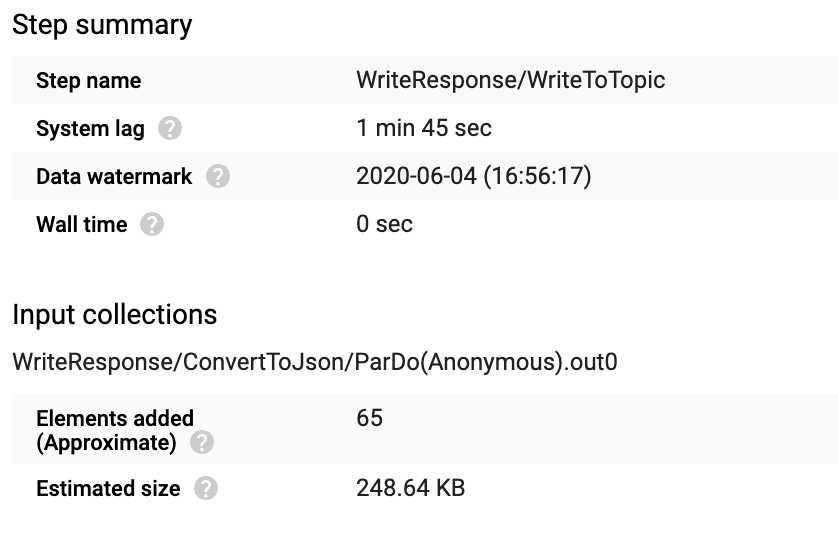 Step summary
Step name WriteResponse/WriteToTopic
System lag ? 1 min 45 sec
Data watermark ? 2020-06-04 (16:56:17)
Wall time ? 0 sec
Input collections
WriteResponse/ConvertToJson/ParDo(Anonymous).out0
Elements added 65
(Approximate) ?
Estimated size ? 248.64 KB